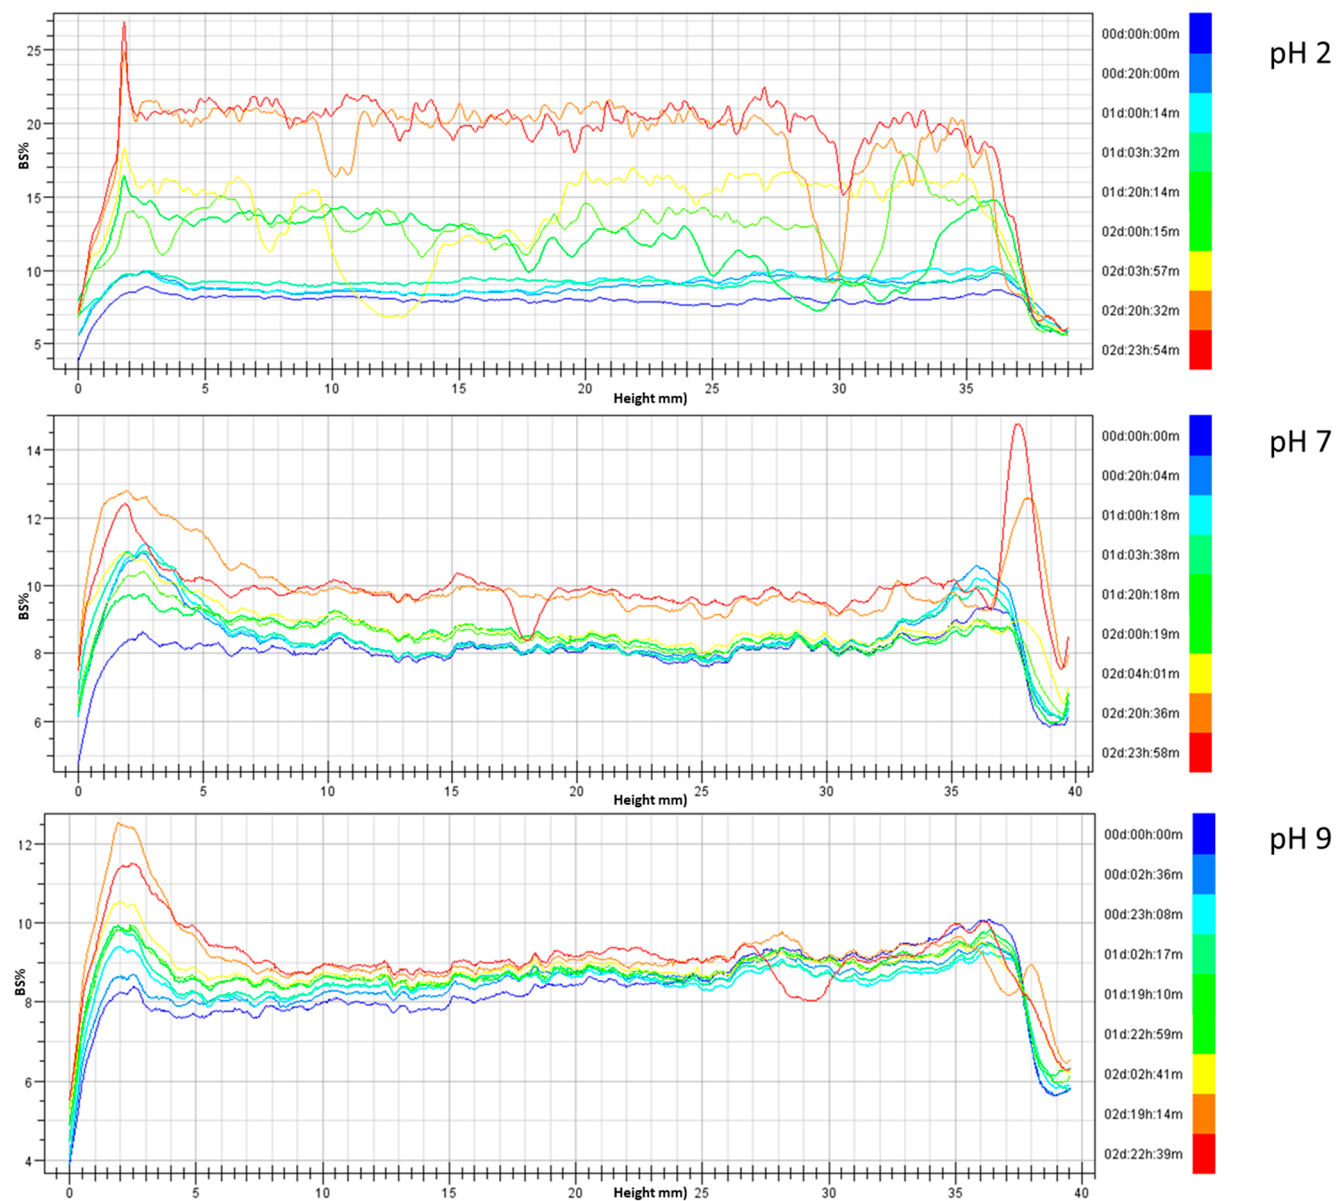 pH 2
BS%
25
20
15
10
5
0 5 10 15 20 25 30 35
Height mm)
00d:00h:00m
00d:20h:00m
01d:00h:14m
01d:03h:32m
01d:20h:14m
02d:00h:15m
02d:03h:57m
02d:20h:32m
02d:23h:54m
pH 7
BS%
14
12
10
8
6
0 5 10 15 20 25 30 35 40
Height mm)
00d:00h:00m
00d:20h:04m
01d:00h:18m
01d:03h:38m
01d:20h:18m
02d:00h:19m
02d:04h:01m
02d:20h:36m
02d:23h:58m
pH 9
BS%
12
10
8
6
4
0 5 10 15 20 25 30 35 40
Height mm)
00d:00h:00m
00d:02h:36m
00d:23h:08m
01d:02h:17m
01d:19h:10m
01d:22h:59m
02d:02h:41m
02d:19h:14m
02d:22h:39m